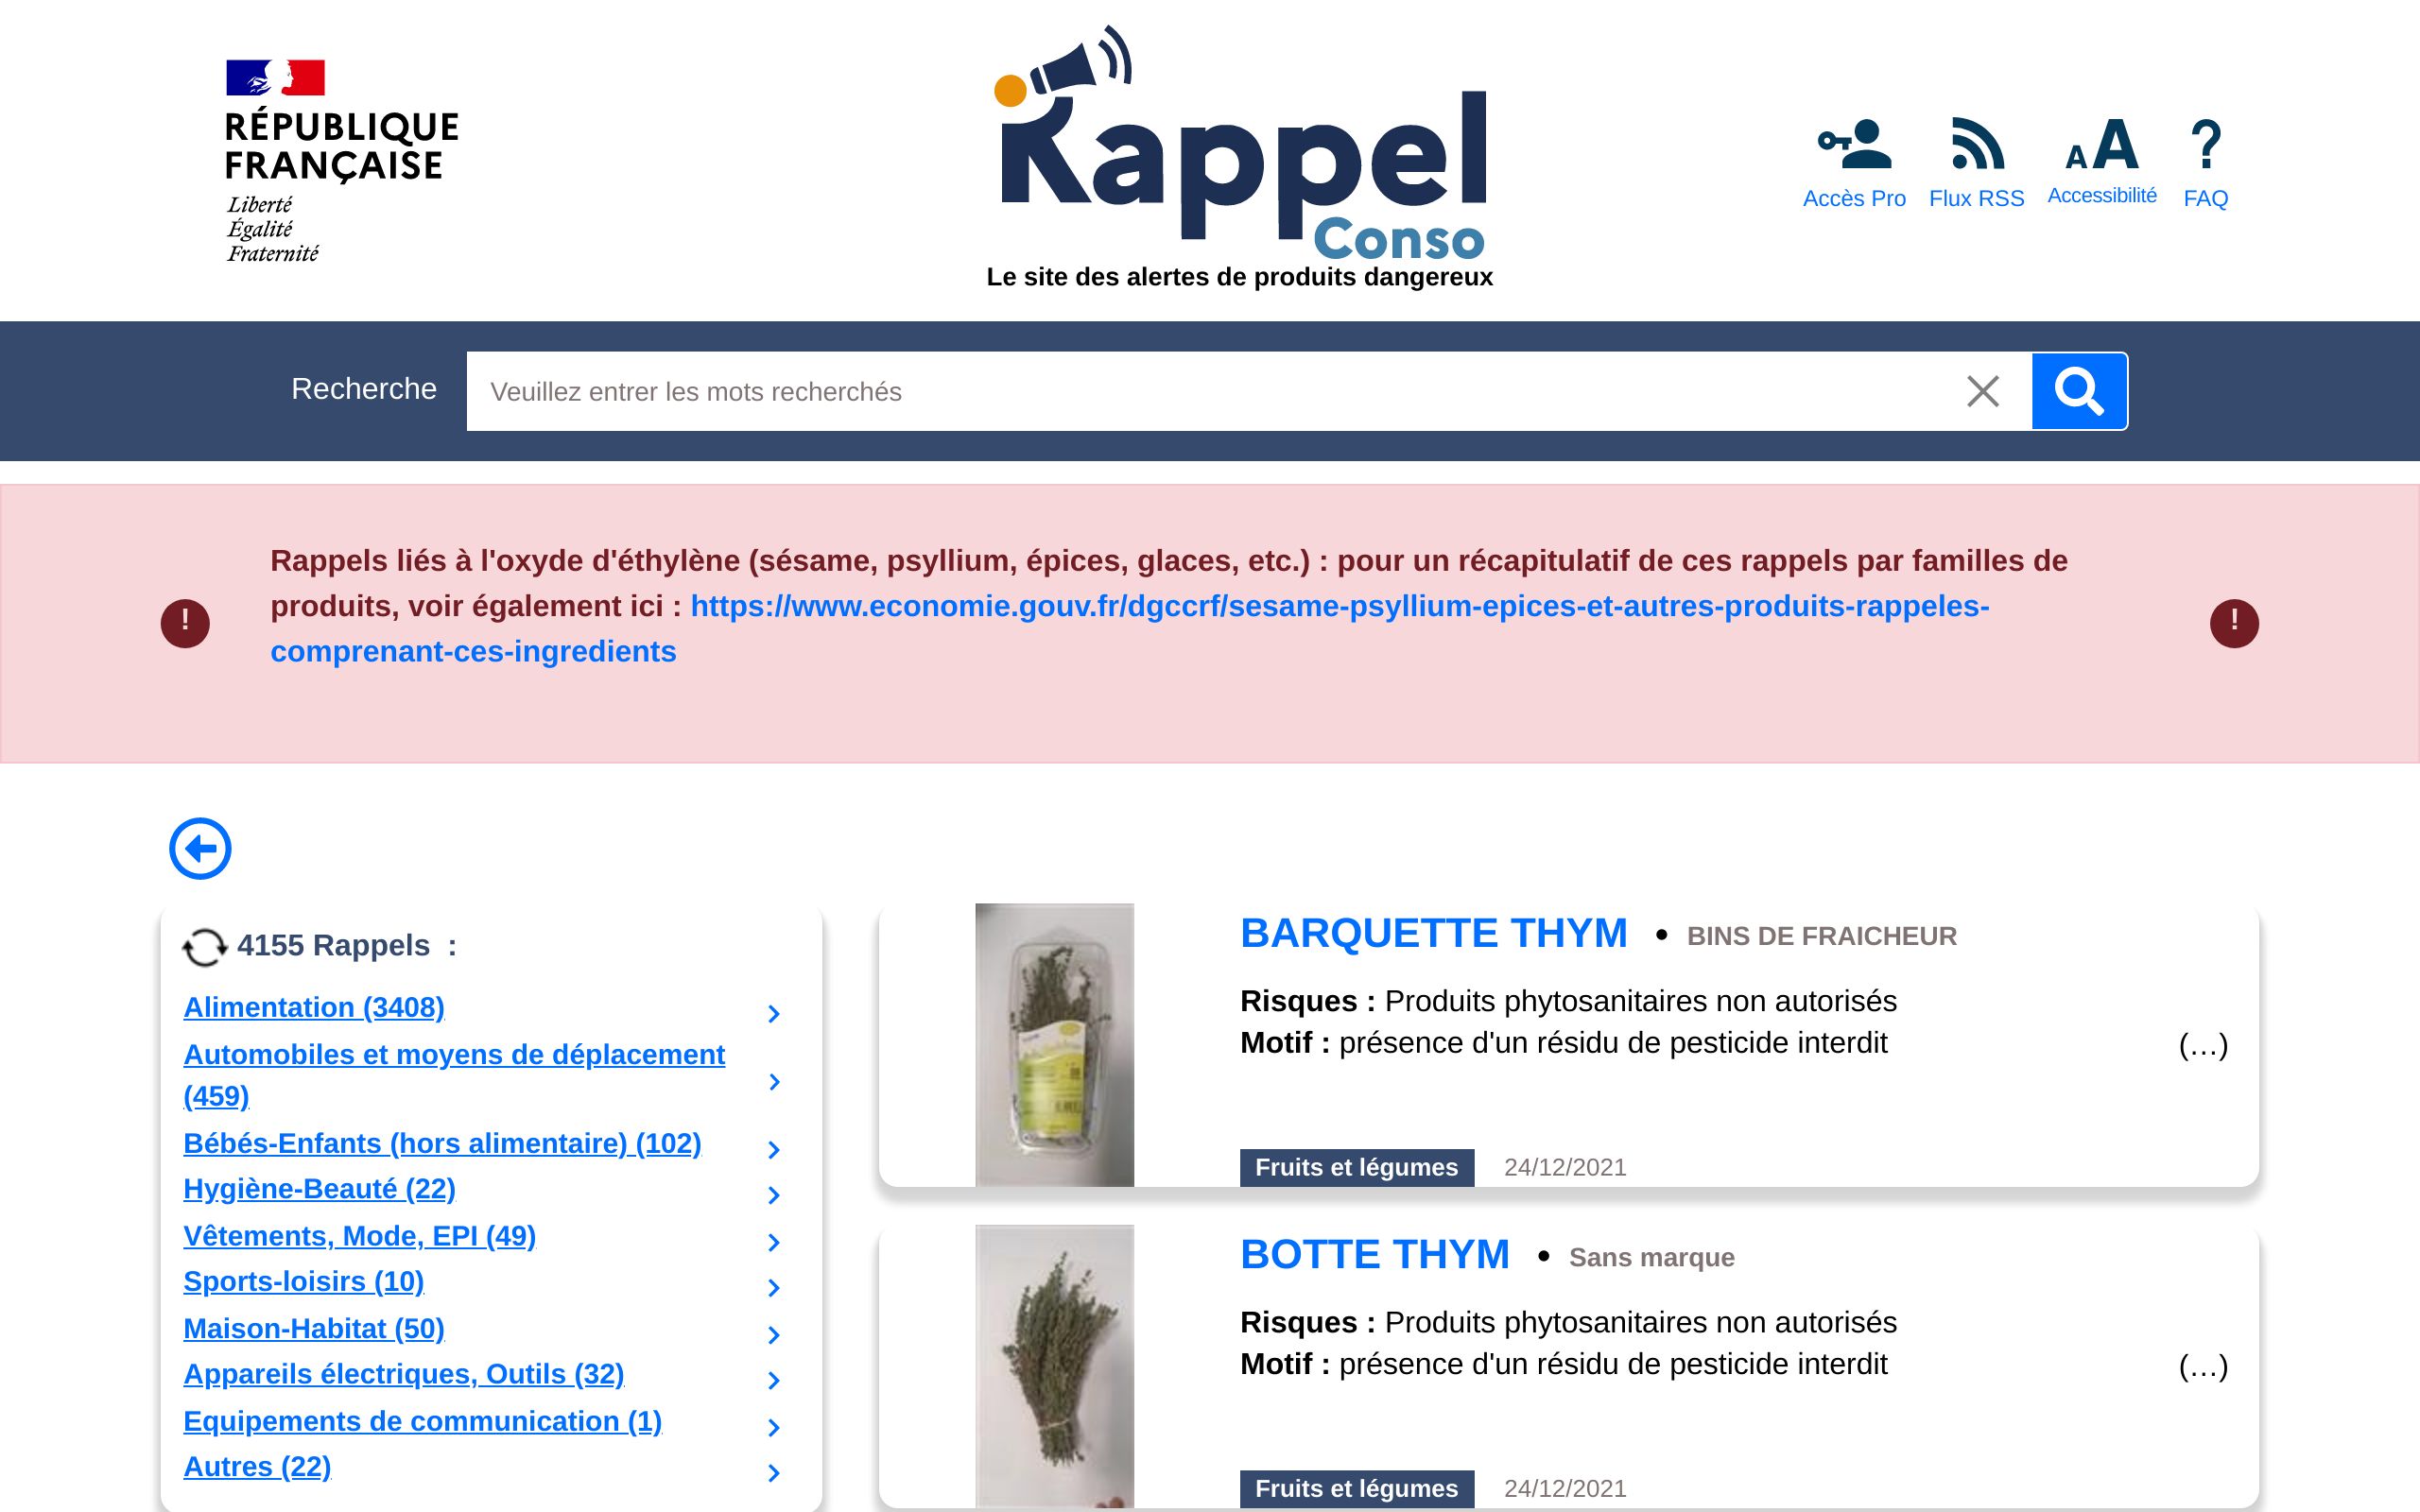 RÉPUBLIQUE
FRANÇAISE
Liberté
Égalité
Fraternité
Rappel
Conso
Le site des alertes de produits dangereux
Accès Pro
Flux RSS
AA
Accessibilité
?
FAQ
Recherche
Veuillez entrer les mots recherchés
Rappels liés à l'oxyde d'éthylène (sésame, psyllium, épices, glaces, etc.) : pour un récapitulatif de ces rappels par familles de
produits, voir également ici : https://www.economie.gouv.fr/dgccrf/sesame-psyllium-epices-et-autres-produits-rappeles-
comprenant-ces-ingredients
!
!
4155 Rappels :
Alimentation (3408)
Automobiles et moyens de déplacement
(459)
Bébés-Enfants (hors alimentaire) (102)
Hygiène-Beauté (22)
Vêtements, Mode, EPI (49)
Sports-loisirs (10)
Maison-Habitat (50)
Appareils électriques, Outils (32)
Equipements de communication (1)
Autres (22)
BARQUETTE THYM • BINS DE FRAICHEUR
Risques : Produits phytosanitaires non autorisés
Motif : présence d'un résidu de pesticide interdit (…)
Fruits et légumes 24/12/2021
BOTTE THYM • Sans marque
Risques : Produits phytosanitaires non autorisés
Motif : présence d'un résidu de pesticide interdit (…)
Fruits et légumes 24/12/2021